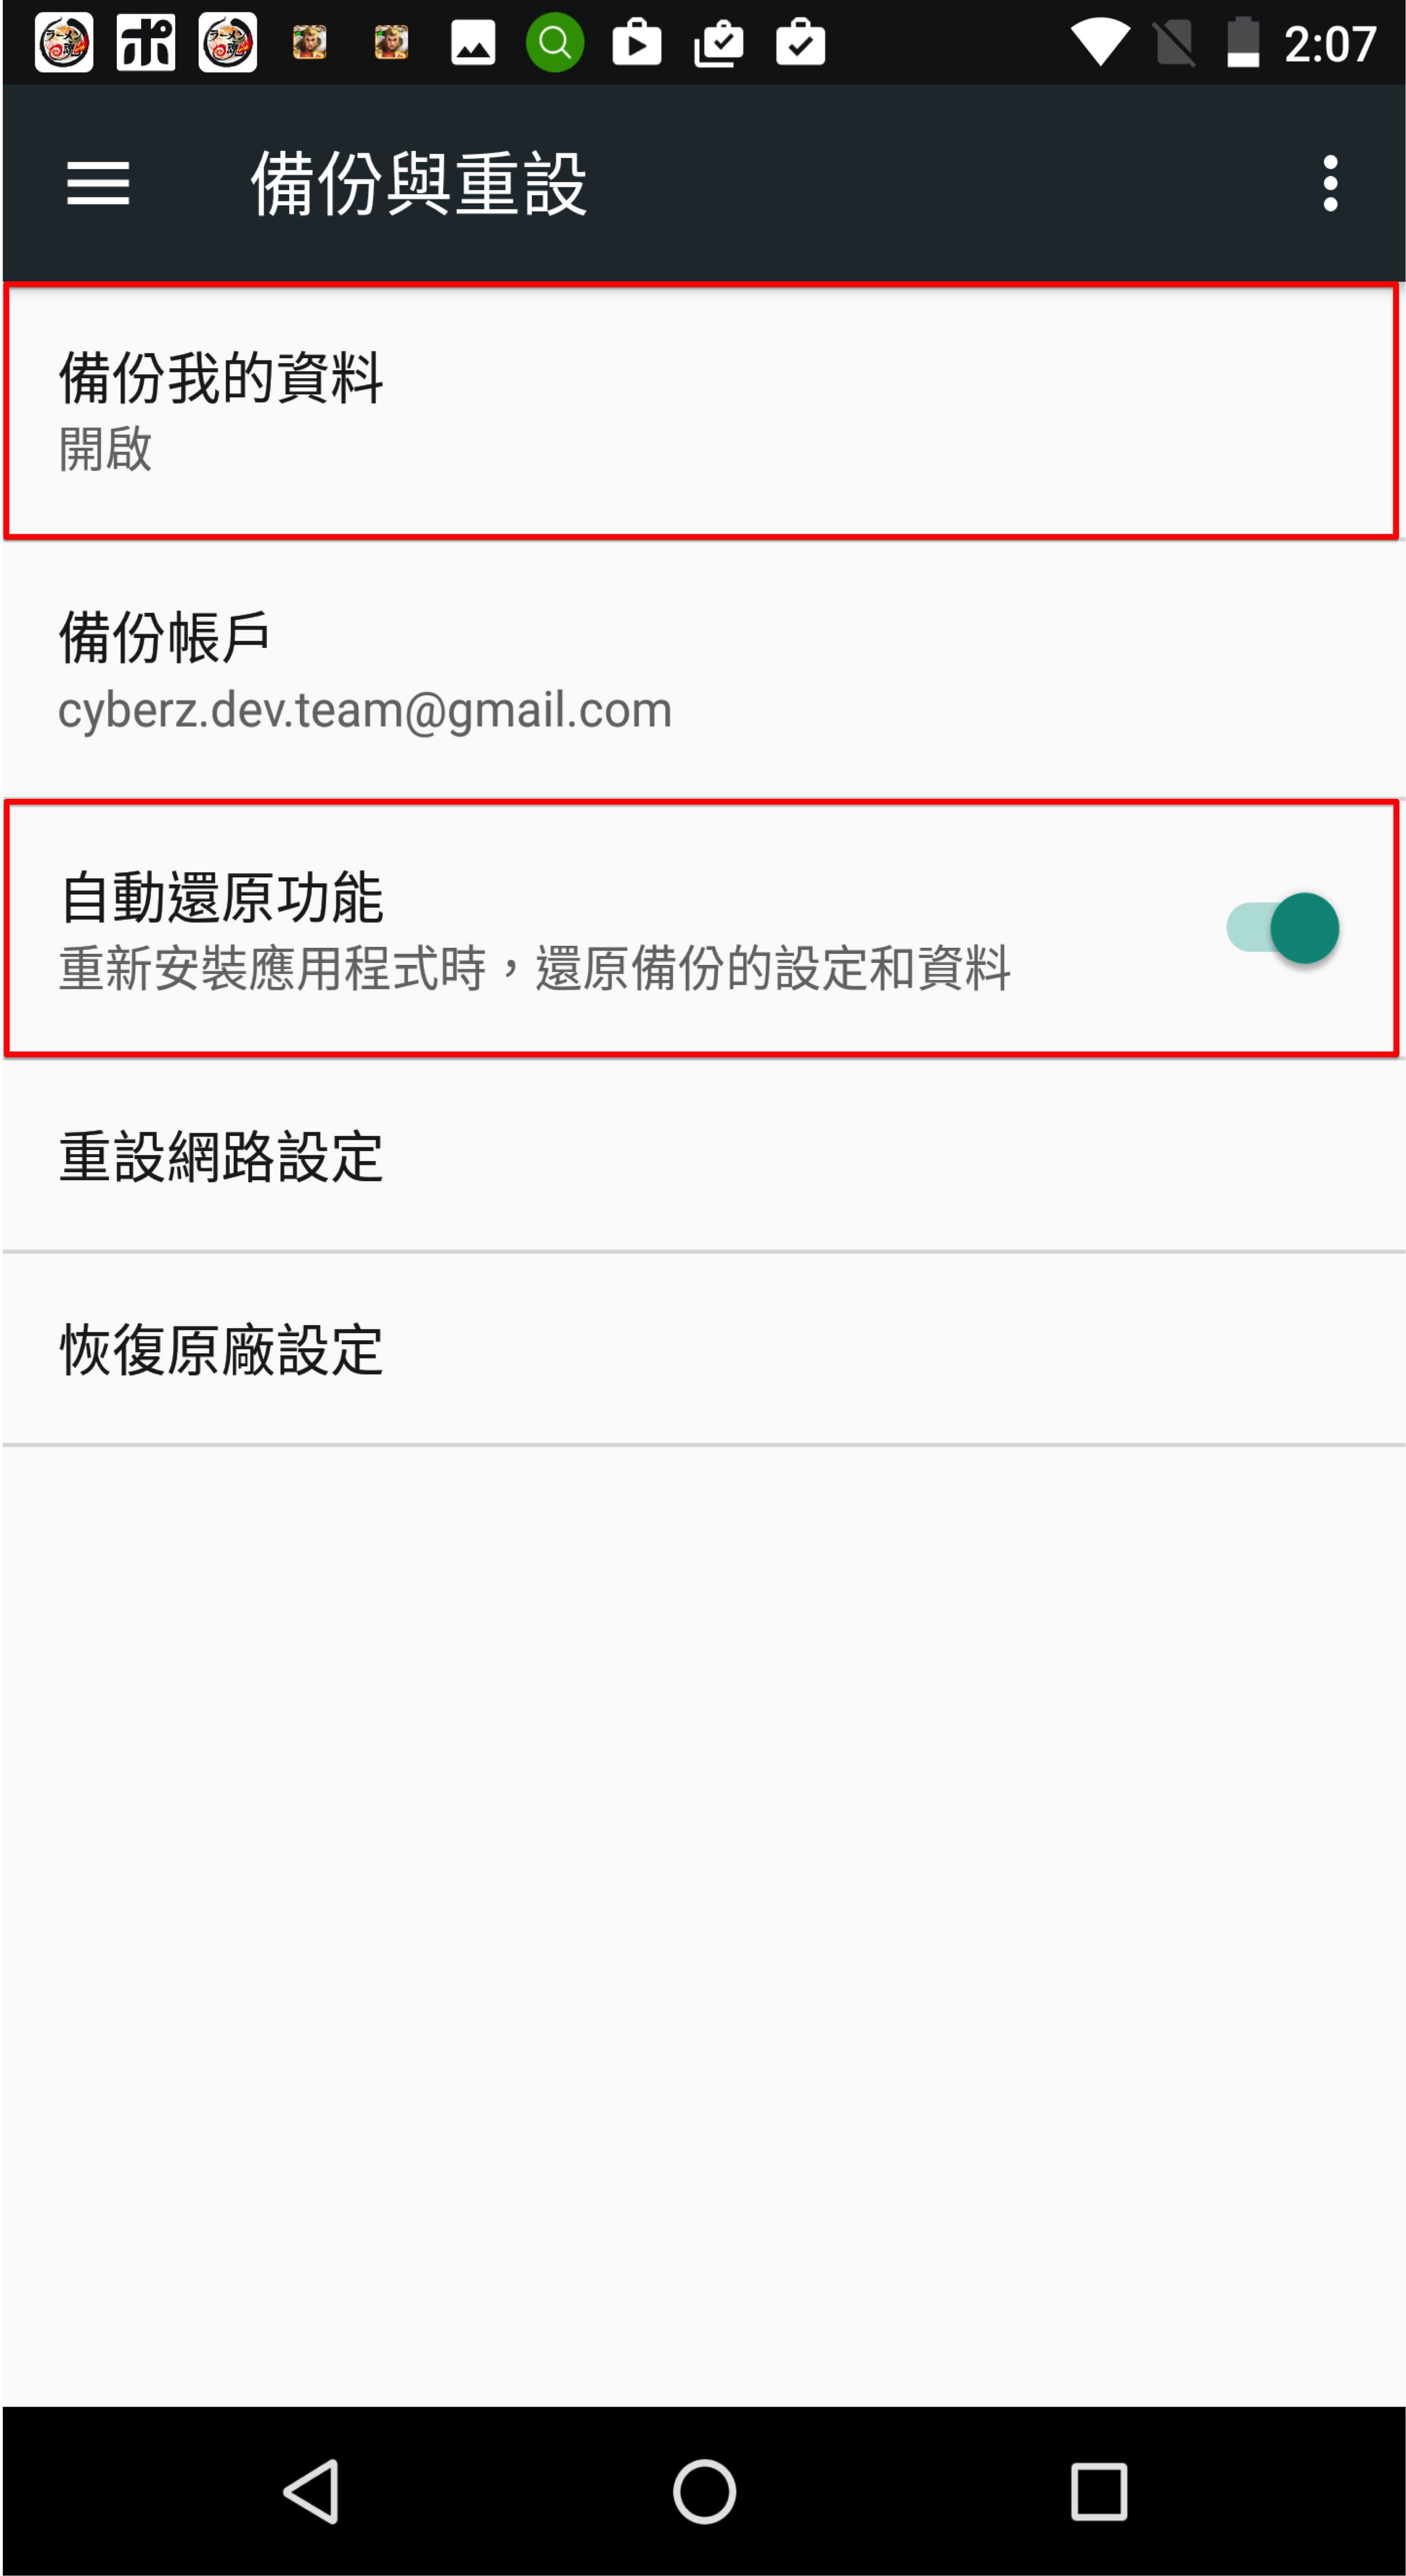 2:07
備份與重設
備份我的資料
開啟
備份帳戶
cyberz.dev.team@gmail.com
自動還原功能
重新安裝應用程式時，還原備份的設定和資料
重設網路設定
恢復原廠設定